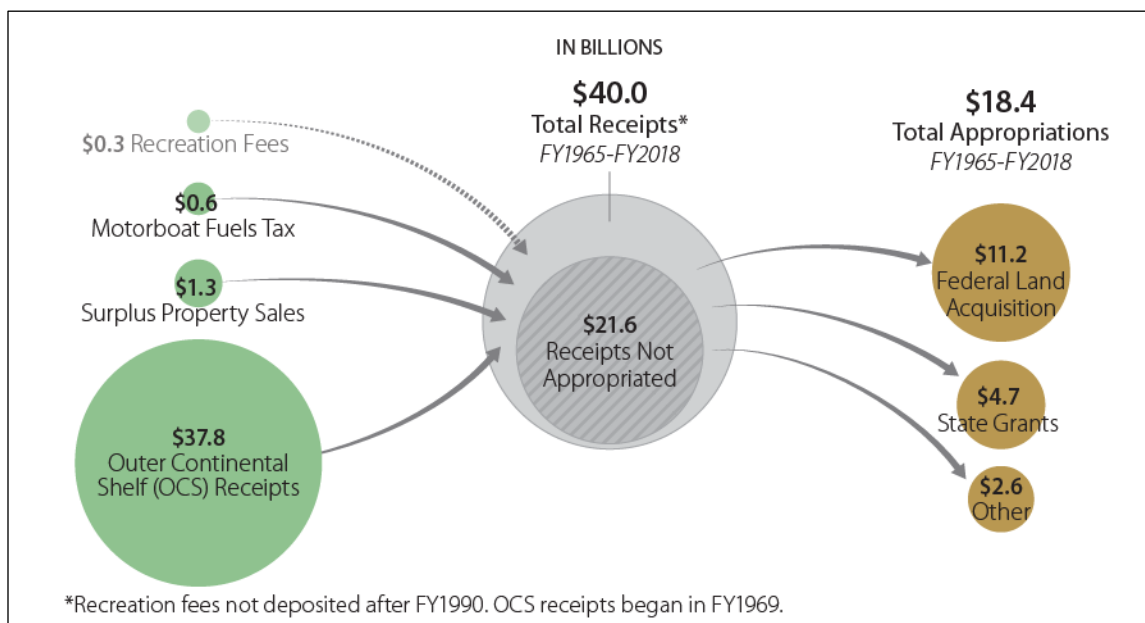 IN BILLIONS
$40.0
Total Receipts*
FY1965-FY2018
$18.4
Total Appropriations
FY1965-FY2018
$0.3 Recreation Fees
$0.6
Motorboat Fuels Tax
$1.3
Surplus Property Sales
$37.8
Outer Continental
Shelf (OCS) Receipts
$21.6
Receipts Not
Appropriated
$11.2
Federal Land
Acquisition
$4.7
State Grants
$2.6
Other
*Recreation fees not deposited after FY1990. OCS receipts began in FY1969.